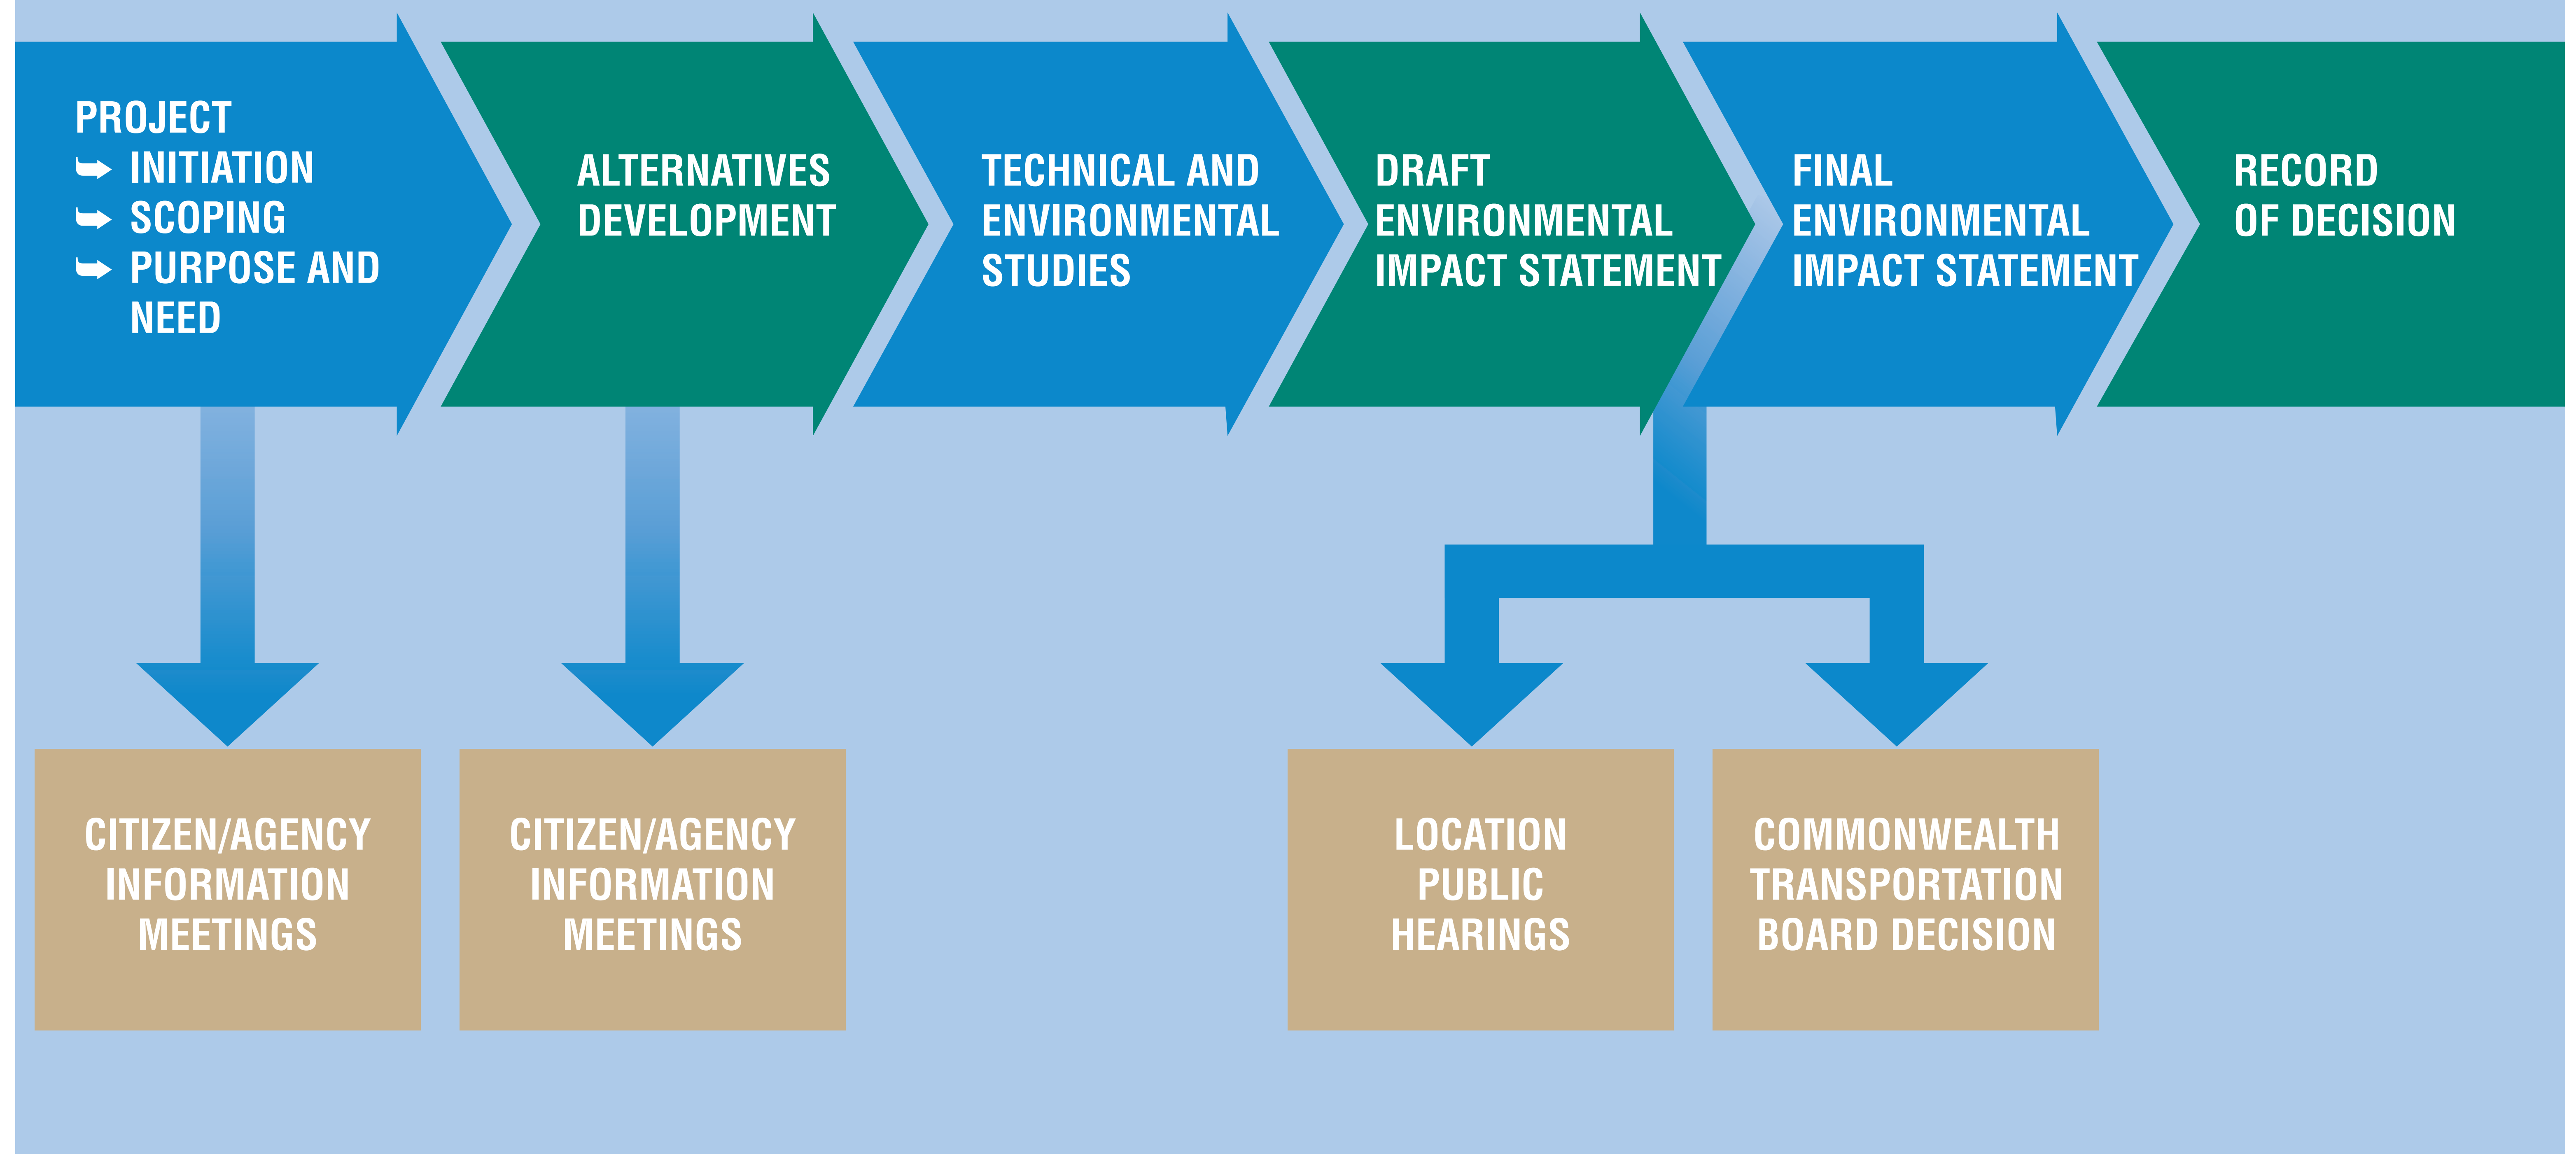 PROJECT
INITIATION
SCOPING
PURPOSE AND
NEED
ALTERNATIVES
DEVELOPMENT
TECHNICAL AND
ENVIRONMENTAL
STUDIES
DRAFT
ENVIRONMENTAL
IMPACT STATEMENT
FINAL
ENVIRONMENTAL
IMPACT STATEMENT
RECORD
OF DECISION
CITIZEN/AGENCY
INFORMATION
MEETINGS
CITIZEN/AGENCY
INFORMATION
MEETINGS
LOCATION
PUBLIC
HEARINGS
COMMONWEALTH
TRANSPORTATION
BOARD DECISION